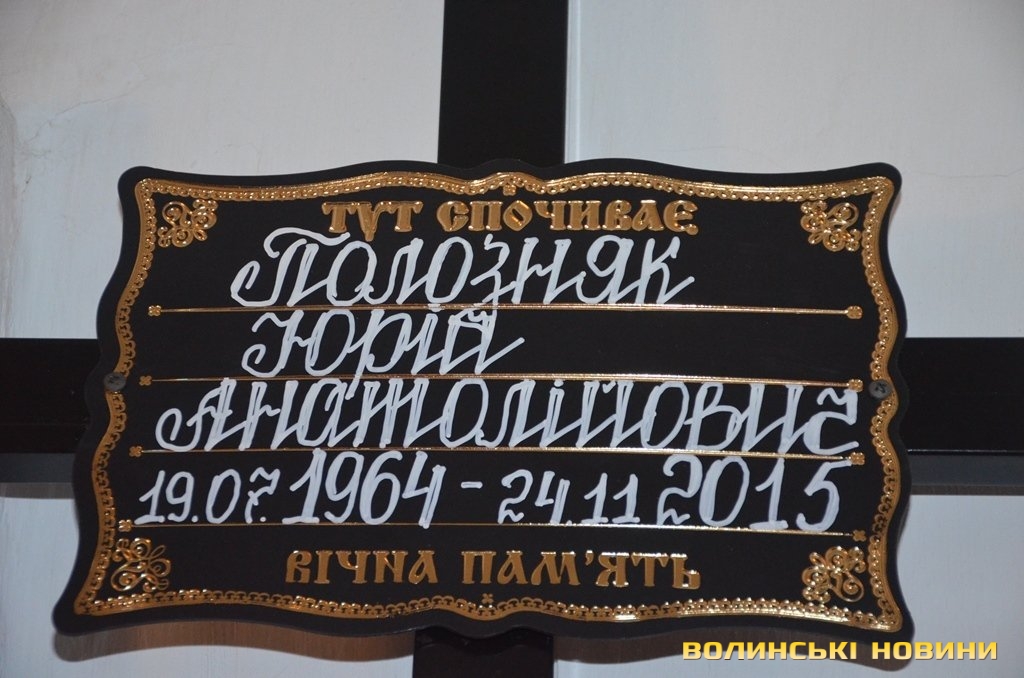 ТУТ СПОЧИВАЄ
Полозняк
Юрій
Анатолійович
19.07.1964 - 24.11.2015
ВІЧНА ПАМ'ЯТЬ
ВОЛИНСЬКІ НОВИНИ